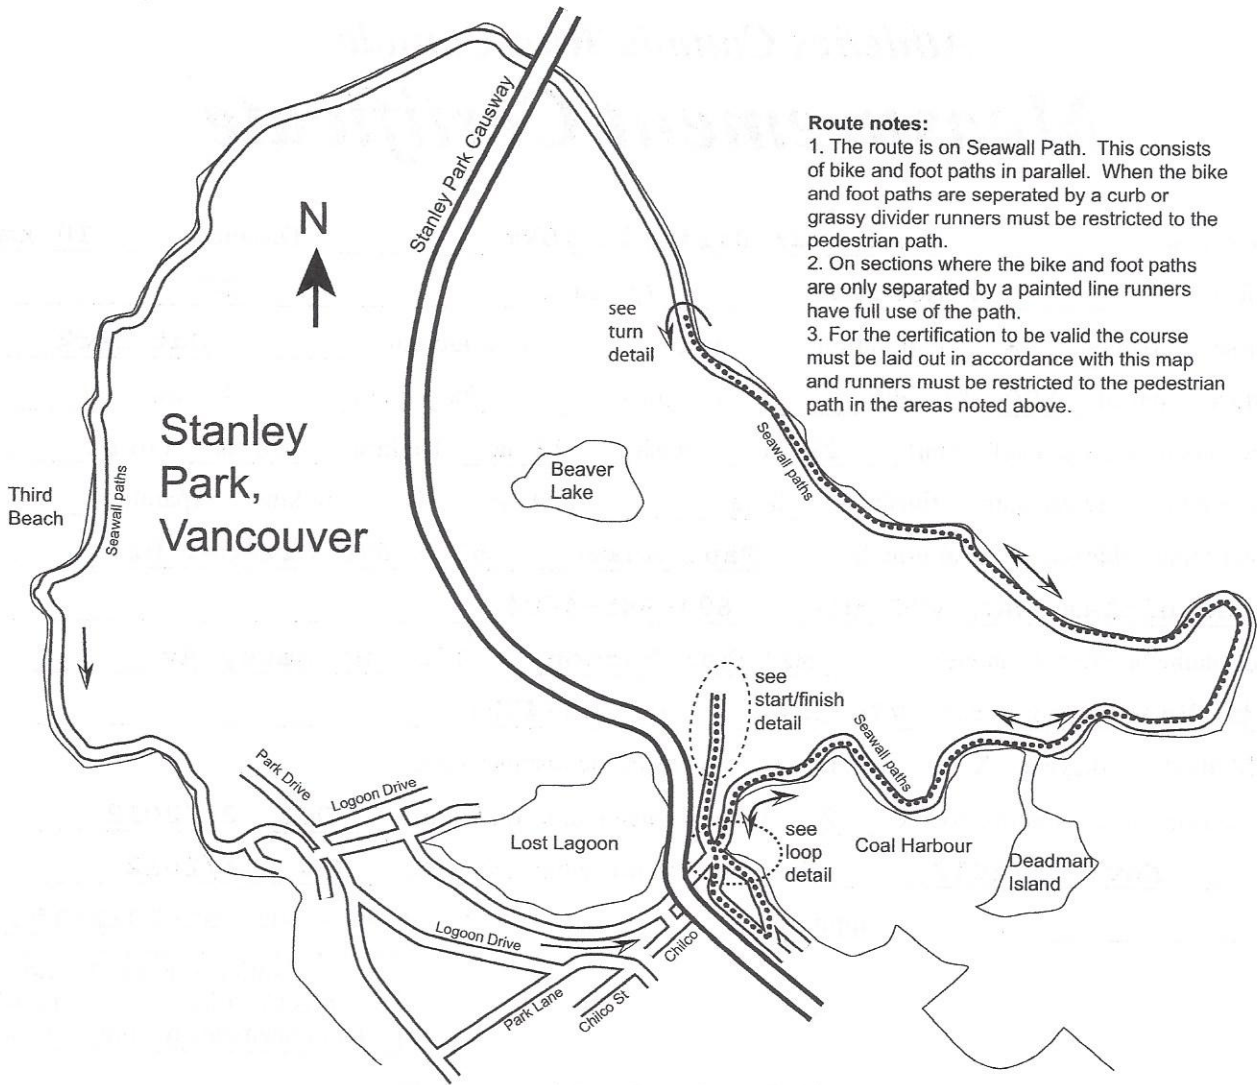 Route notes:
1. The route is on Seawall Path. This consists
of bike and foot paths in parallel. When the bike
and foot paths are seperated by a curb or
grassy divider runners must be restricted to the
pedestrian path.
2. On sections where the bike and foot paths
are only separated by a painted line runners
have full use of the path.
3. For the certification to be valid the course
must be laid out in accordance with this map
and runners must be restricted to the pedestrian
path in the areas noted above.
Stanley Park Causway
N
see
turn
detail
Stanley
Park,
Vancouver
Beaver
Lake
Seawall paths
Third
Beach
Seawall paths
see
start/finish
detail
Seawall paths
Park Drive
Logoon Drive
Lost Lagoon
see
loop
detail
Coal Harbour
Deadman
Island
Logoon Drive
Chilco
Park Lane
Chilco St